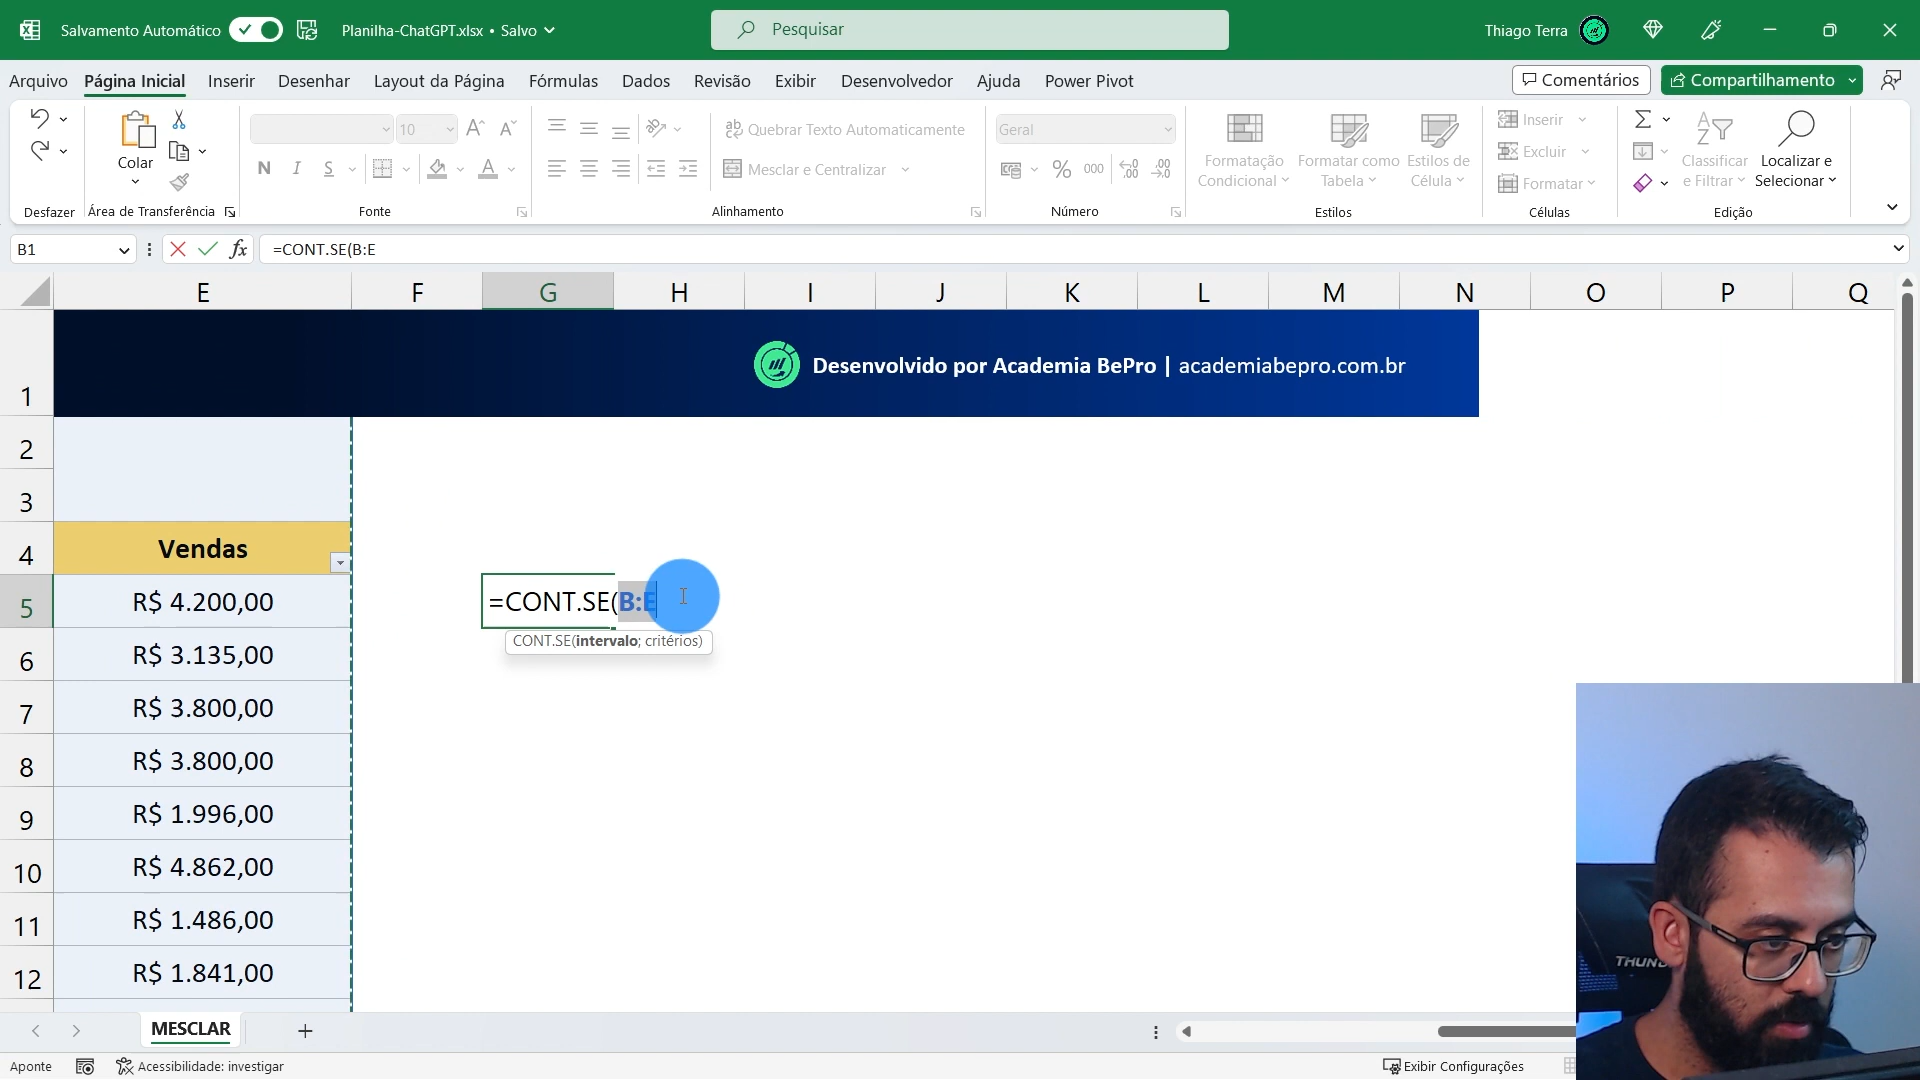 Salvamento Automático
Planilha-ChatGPT.xlsx • Salvo
Pesquisar
Thiago Terra
Arquivo Página Inicial Inserir Desenhar Layout da Página Fórmulas Dados Revisão Exibir Desenvolvedor Ajuda Power Pivot
Comentários
Compartilhamento
Colar
10
Quebrar Texto Automaticamente
Geral
Formatação Condicional
Formatar como Tabela
Estilos de Célula
Inserir
Excluir
Formatar
Classificar e Filtrar
Localizar e Selecionar
N I S
Mesclar e Centralizar
% 000
Desfazer
Área de Transferência
Fonte
Alinhamento
Número
Estilos
Células
Edição
B1
fx
=CONT.SE(B:E
E F G H I J K L M N O P Q
1
Desenvolvido por Academia BePro | academiabepro.com.br
2
3
4 Vendas
5 R$ 4.200,00
=CONT.SE(B:E
CONT.SE(intervalo; critérios)
6 R$ 3.135,00
7 R$ 3.800,00
8 R$ 3.800,00
9 R$ 1.996,00
10 R$ 4.862,00
11 R$ 1.486,00
12 R$ 1.841,00
MESCLAR
Aponte
Acessibilidade: investigar
Exibir Configurações